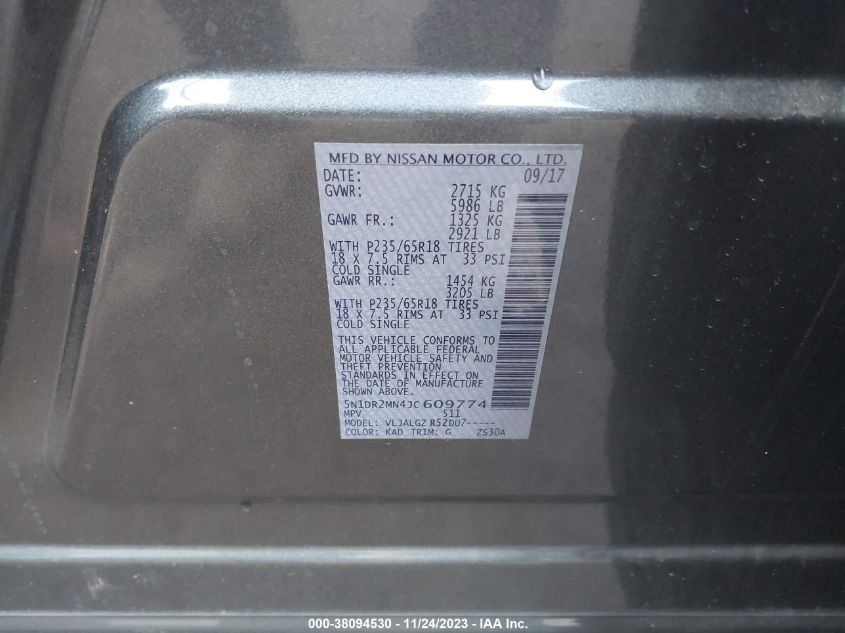 MFD BY NISSAN MOTOR CO., LTD.
DATE: 09/17
GVWR: 2715 KG
5986 LB
GAWR FR.: 1325 KG
2921 LB
WITH P235/65R18 TIRES
18 X 7.5 RIMS AT 33 PSI
COLD SINGLE
GAWR RR.: 1454 KG
3205 LB
WITH P235/65R18 TIRES
18 X 7.5 RIMS AT 33 PSI
COLD SINGLE
THIS VEHICLE CONFORMS TO
ALL APPLICABLE FEDERAL
MOTOR VEHICLE SAFETY AND
THEFT PREVENTION
STANDARDS IN EFFECT ON
THE DATE OF MANUFACTURE
SHOWN ABOVE.
5N1DR2MN4JC609774
MPV 511
MODEL: VLJALGZ R52DU7-----
COLOR: KAD TRIM: G ZS30A
000-38094530 - 11/24/2023 - IAA Inc.